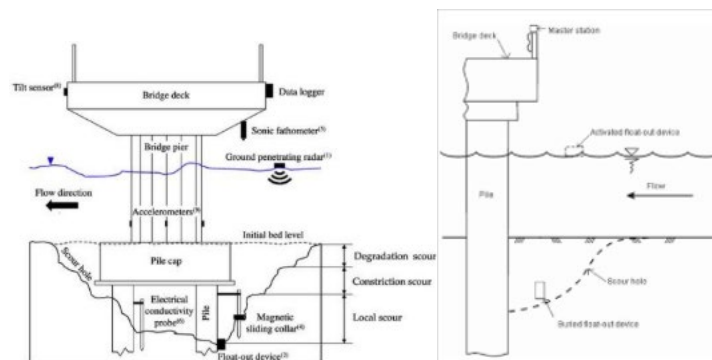 Tilt sensor(8)
Bridge deck
Data logger
Sonic fathometer(5)
Bridge pier
Ground penetrating radar(1)
Flow direction
Accelerometers(9)
Initial bed level
Pile cap
Degradation scour
Scour hole
Constriction scour
Electrical
conductivity
probe(6)
Pile
Magnetic
sliding collar(4)
Local scour
Float-out device(2)
Bridge deck
Master station
Activated float-out
device
Pile
Flow
Scour hole
Buried float-out
device